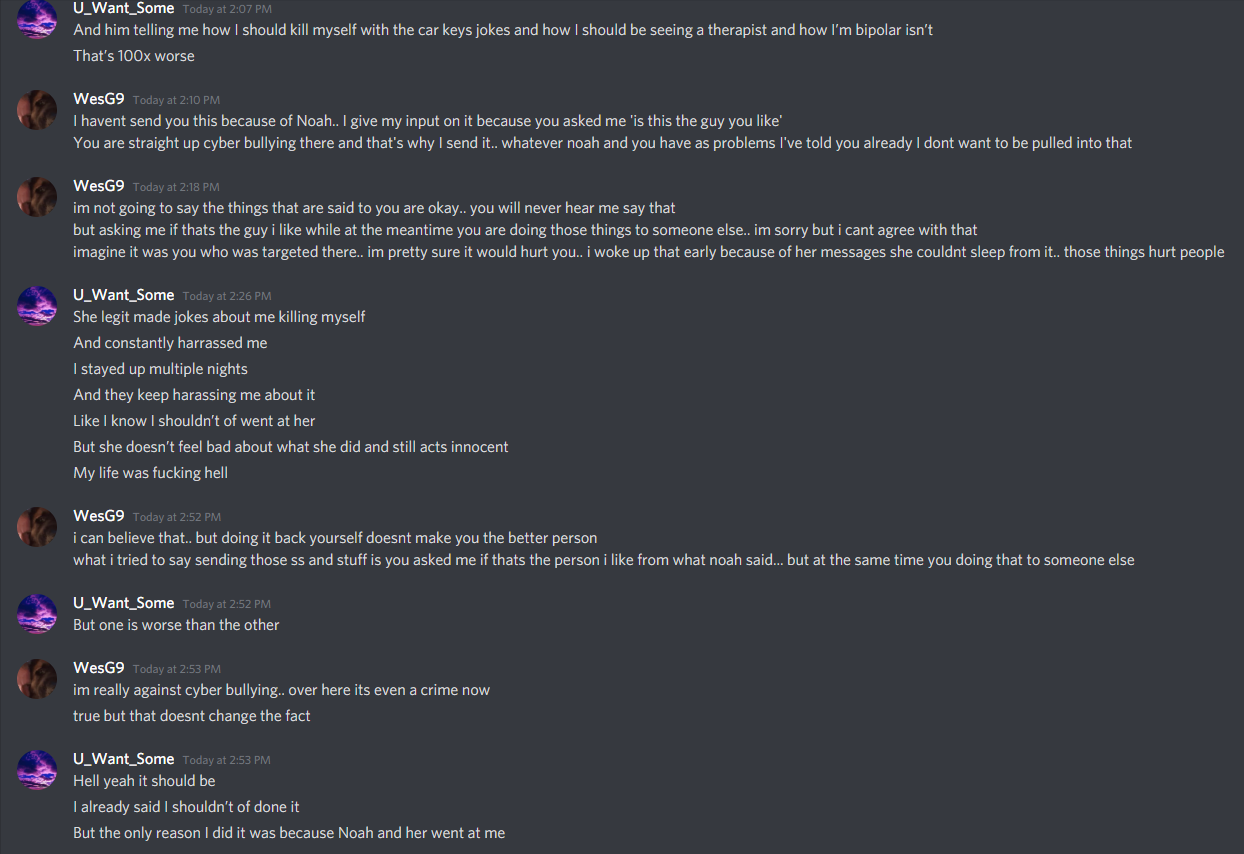 U_Want_Some Today at 2:07 PM
And him telling me how I should kill myself with the car keys jokes and how I should be seeing a therapist and how I’m bipolar isn’t
That’s 100x worse
WesG9 Today at 2:10 PM
I havent send you this because of Noah.. I give my input on it because you asked me 'is this the guy you like'
You are straight up cyber bullying there and that's why I send it.. whatever noah and you have as problems I've told you already I dont want to be pulled into that
WesG9 Today at 2:18 PM
im not going to say the things that are said to you are okay.. you will never hear me say that
but asking me if thats the guy i like while at the meantime you are doing those things to someone else.. im sorry but i cant agree with that
imagine it was you who was targeted there.. im pretty sure it would hurt you.. i woke up that early because of her messages she couldnt sleep from it.. those things hurt people
U_Want_Some Today at 2:26 PM
She legit made jokes about me killing myself
And constantly harrassed me
I stayed up multiple nights
And they keep harassing me about it
Like I know I shouldn’t of went at her
But she doesn’t feel bad about what she did and still acts innocent
My life was fucking hell
WesG9 Today at 2:52 PM
i can believe that.. but doing it back yourself doesnt make you the better person
what i tried to say sending those ss and stuff is you asked me if thats the person i like from what noah said... but at the same time you doing that to someone else
U_Want_Some Today at 2:52 PM
But one is worse than the other
WesG9 Today at 2:53 PM
im really against cyber bullying.. over here its even a crime now
true but that doesnt change the fact
U_Want_Some Today at 2:53 PM
Hell yeah it should be
I already said I shouldn’t of done it
But the only reason I did it was because Noah and her went at me